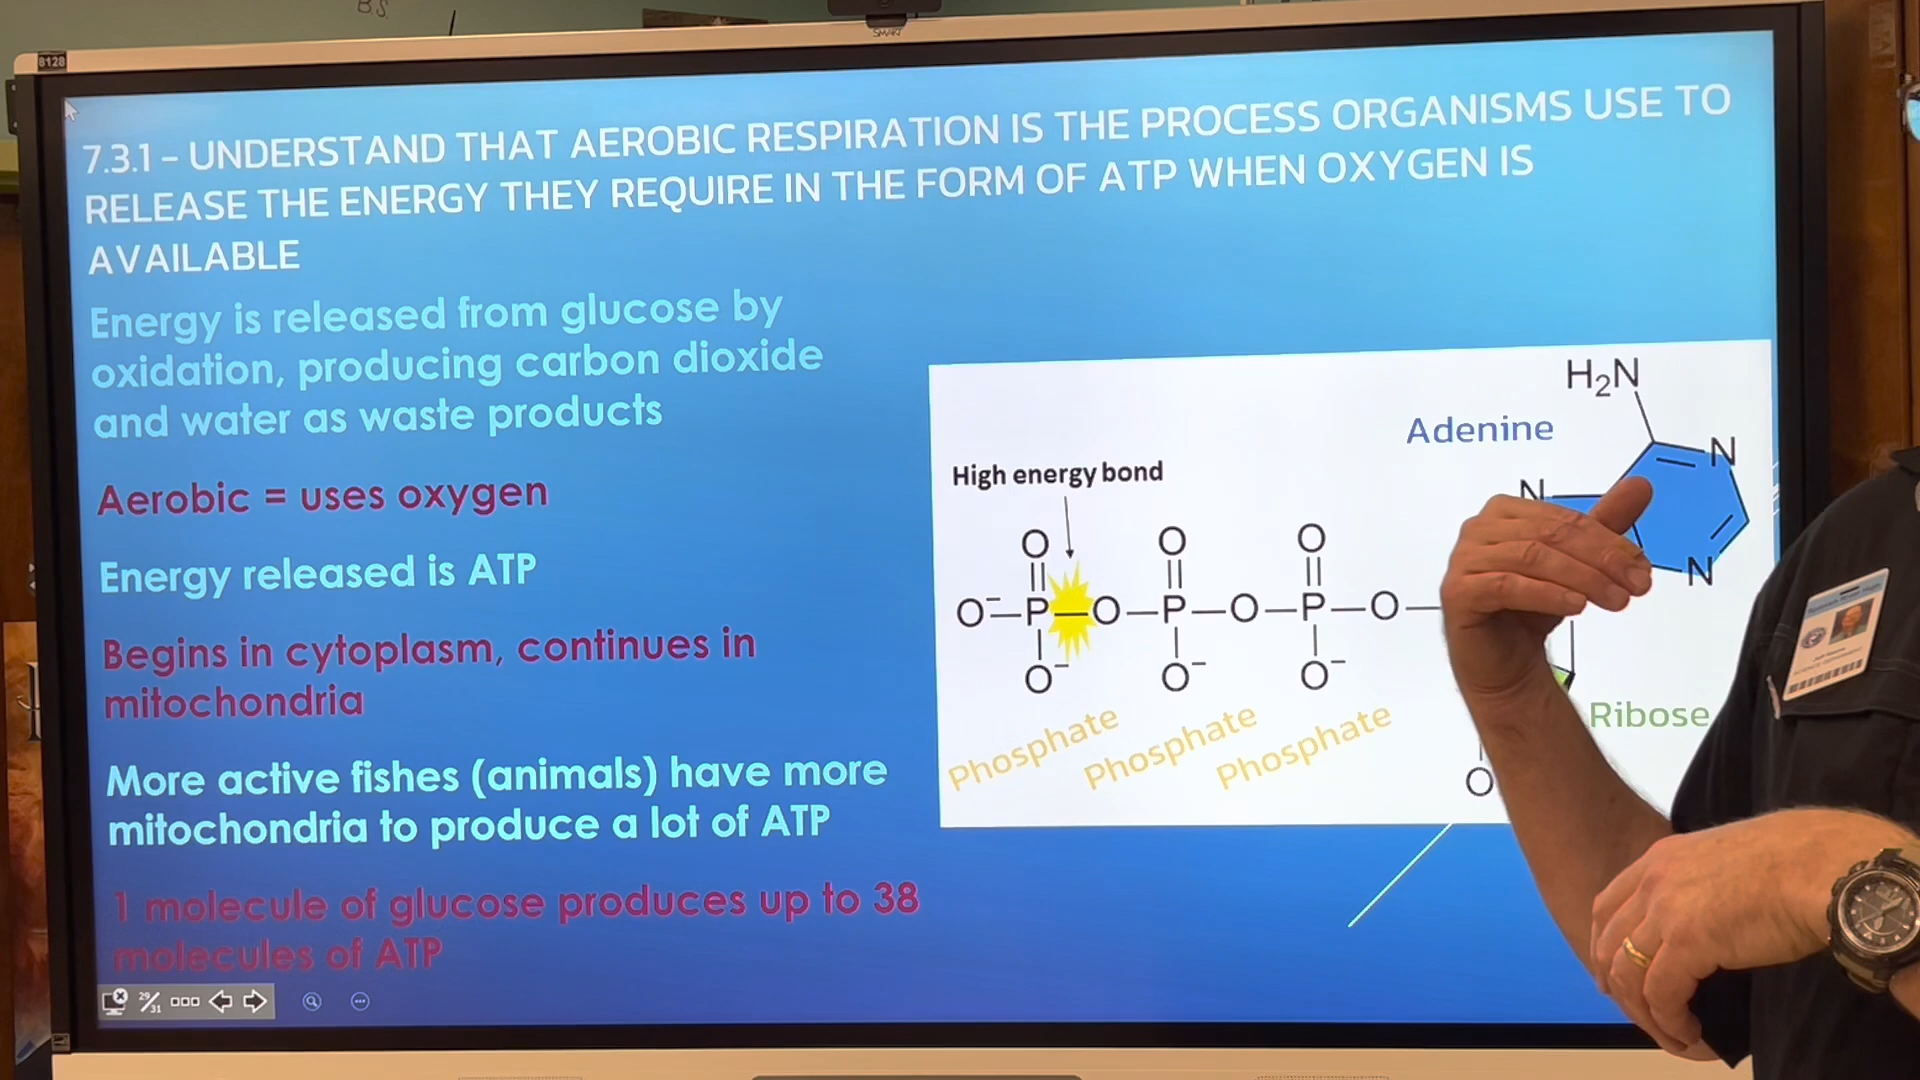 B.S.
SMART
8128
7.3.1 – UNDERSTAND THAT AEROBIC RESPIRATION IS THE PROCESS ORGANISMS USE TO
RELEASE THE ENERGY THEY REQUIRE IN THE FORM OF ATP WHEN OXYGEN IS
AVAILABLE
Energy is released from glucose by
oxidation, producing carbon dioxide
and water as waste products
Aerobic = uses oxygen
Energy released is ATP
Begins in cytoplasm, continues in
mitochondria
More active fishes (animals) have more
mitochondria to produce a lot of ATP
1 molecule of glucose produces up to 38
molecules of ATP
29/31
H₂N
Adenine
N
N
High energy bond
O O O
O⁻–P–O–P–O–P–O–
O⁻ O⁻ O⁻
N
Phosphate Phosphate Phosphate
Ribose
O